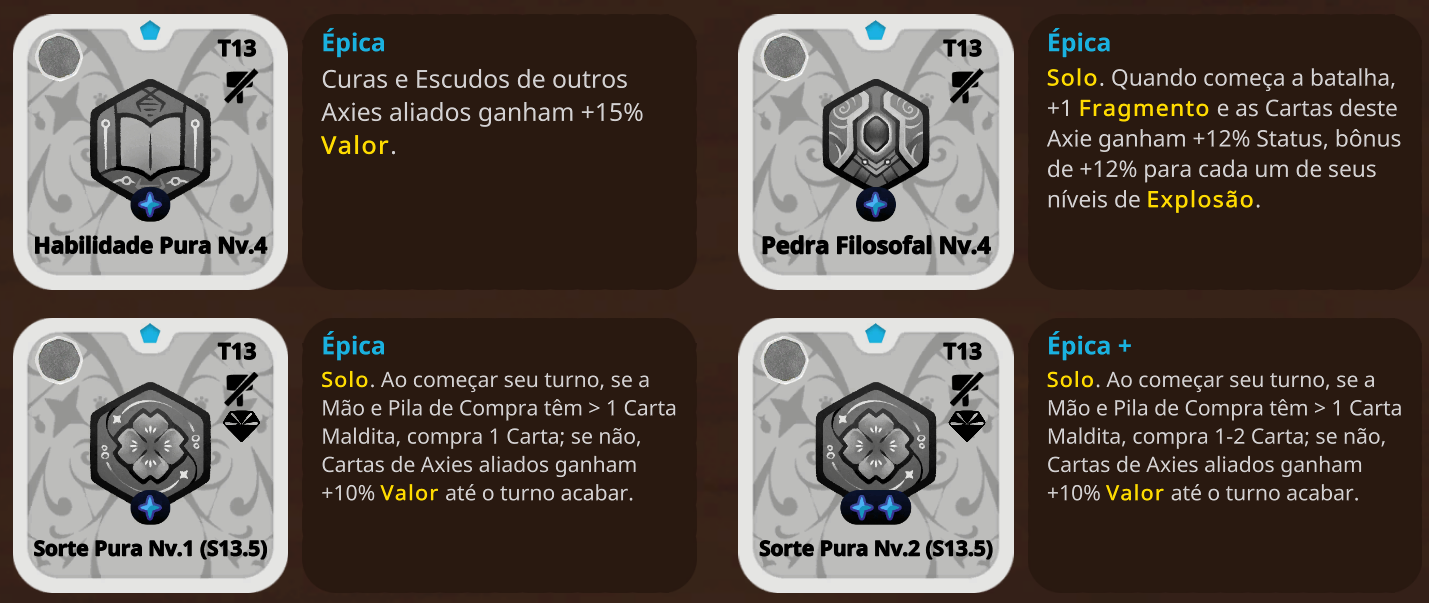 T13
Habilidade Pura Nv.4
Épica
Curas e Escudos de outros
Axies aliados ganham +15%
Valor.
T13
Pedra Filosofal Nv.4
Épica
Solo. Quando começa a batalha,
+1 Fragmento e as Cartas deste
Axie ganham +12% Status, bônus
de +12% para cada um de seus
níveis de Explosão.
T13
Sorte Pura Nv.1 (S13.5)
Épica
Solo. Ao começar seu turno, se a
Mão e Pila de Compra têm > 1 Carta
Maldita, compra 1 Carta; se não,
Cartas de Axies aliados ganham
+10% Valor até o turno acabar.
T13
Sorte Pura Nv.2 (S13.5)
Épica +
Solo. Ao começar seu turno, se a
Mão e Pila de Compra têm > 1 Carta
Maldita, compra 1-2 Carta; se não,
Cartas de Axies aliados ganham
+10% Valor até o turno acabar.